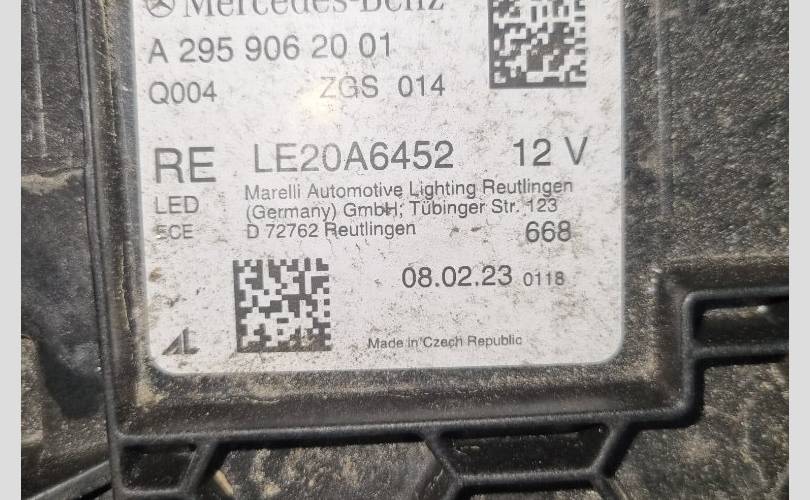 Mercedes-Benz
A 295 906 20 01
Q004 ZGS 014
RE LE20A6452 12 V
LED Marelli Automotive Lighting Reutlingen
(Germany) GmbH; Tübinger Str. 123
ECE D 72762 Reutlingen 668
08.02.23 0118
AL Made in Czech Republic